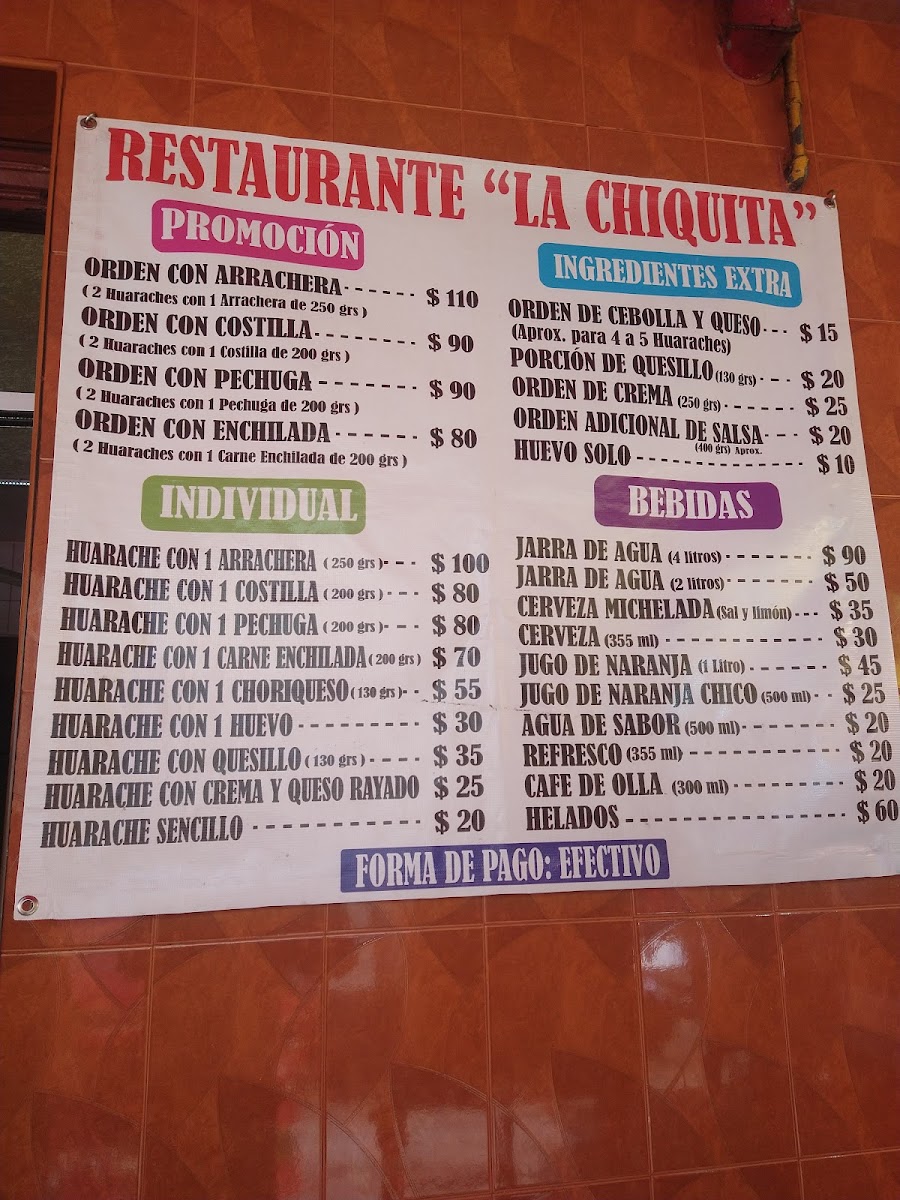 RESTAURANTE "LA CHIQUITA"
PROMOCIÓN
ORDEN CON ARRACHERA------ $ 110
( 2 Huaraches con 1 Arrachera de 250 grs )
ORDEN CON COSTILLA------- $ 90
( 2 Huaraches con 1 Costilla de 200 grs )
ORDEN CON PECHUGA ------- $ 90
( 2 Huaraches con 1 Pechuga de 200 grs )
ORDEN CON ENCHILADA------ $ 80
( 2 Huaraches con 1 Carne Enchilada de 200 grs )
INDIVIDUAL
HUARACHE CON 1 ARRACHERA ( 250 grs )--- $ 100
HUARACHE CON 1 COSTILLA ( 200 grs )--- $ 80
HUARACHE CON 1 PECHUGA ( 200 grs )--- $ 80
HUARACHE CON 1 CARNE ENCHILADA ( 200 grs ) $ 70
HUARACHE CON 1 CHORIQUESO ( 130 grs )-- $ 55
HUARACHE CON 1 HUEVO --------- $ 30
HUARACHE CON QUESILLO ( 130 grs )---- $ 35
HUARACHE CON CREMA Y QUESO RAYADO $ 25
HUARACHE SENCILLO ------------ $ 20
INGREDIENTES EXTRA
ORDEN DE CEBOLLA Y QUESO--- $ 15
(Aprox. para 4 a 5 Huaraches)
PORCIÓN DE QUESILLO (130 grs)--- $ 20
ORDEN DE CREMA (250 grs)------ $ 25
ORDEN ADICIONAL DE SALSA--- $ 20
(400 grs) Aprox.
HUEVO SOLO -------------- $ 10
BEBIDAS
JARRA DE AGUA (4 litros)------- $ 90
JARRA DE AGUA (2 litros)------- $ 50
CERVEZA MICHELADA (Sal y limón)--- $ 35
CERVEZA (355 ml) ------------- $ 30
JUGO DE NARANJA (1 Litro)------ $ 45
JUGO DE NARANJA CHICO (500 ml)-- $ 25
AGUA DE SABOR (500 ml)-------- $ 20
REFRESCO (355 ml) ------------ $ 20
CAFE DE OLLA (300 ml)--------- $ 20
HELADOS ----------------- $ 60
FORMA DE PAGO: EFECTIVO